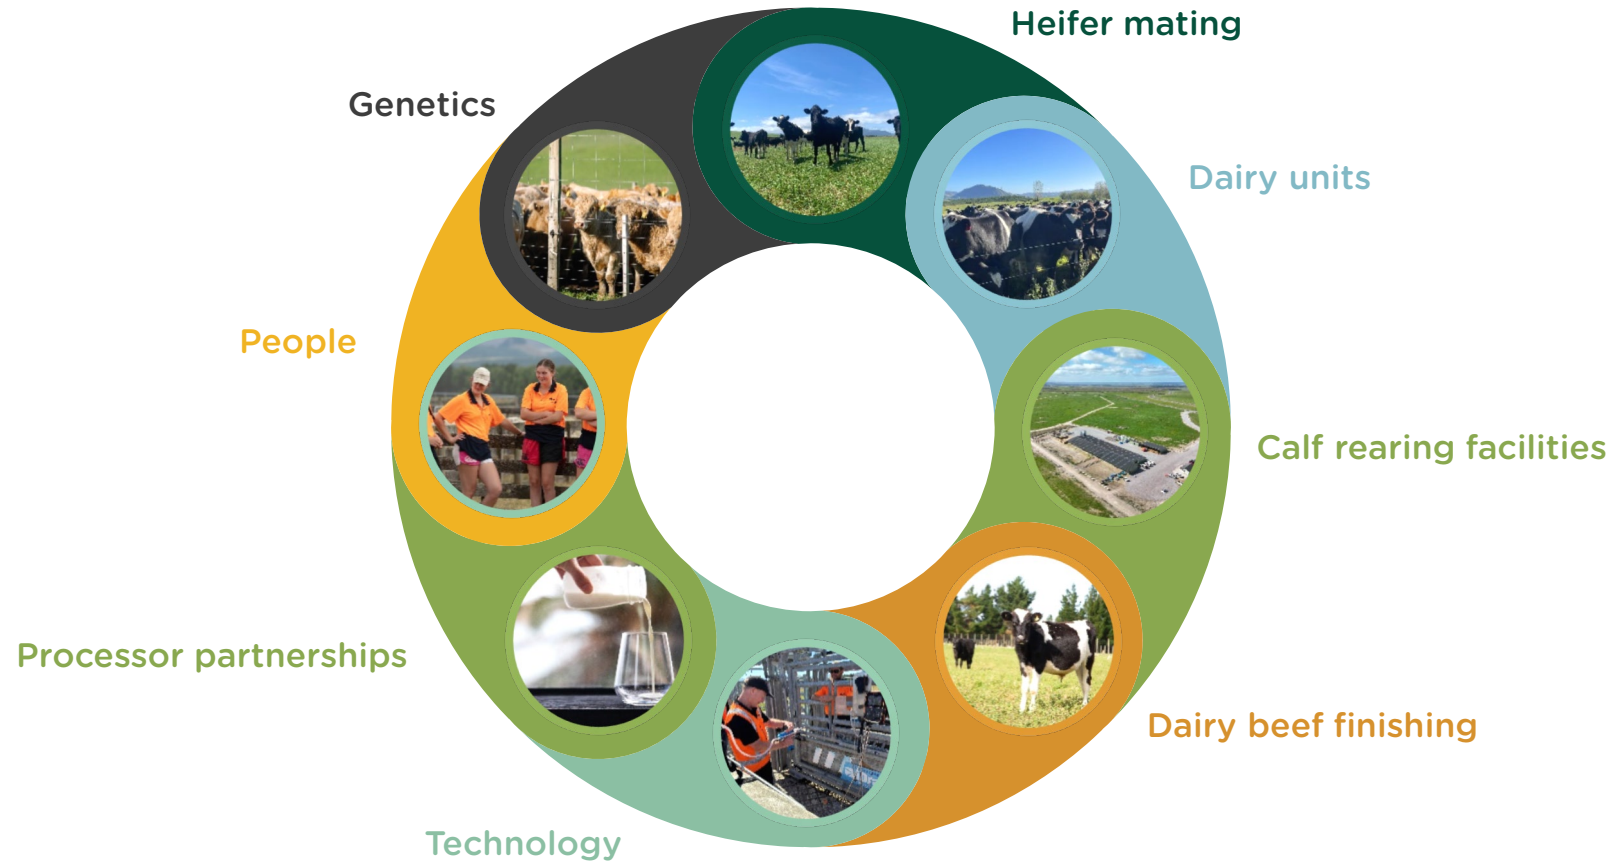 Heifer mating
Genetics
Dairy units
People
Calf rearing facilities
Processor partnerships
Dairy beef finishing
Technology